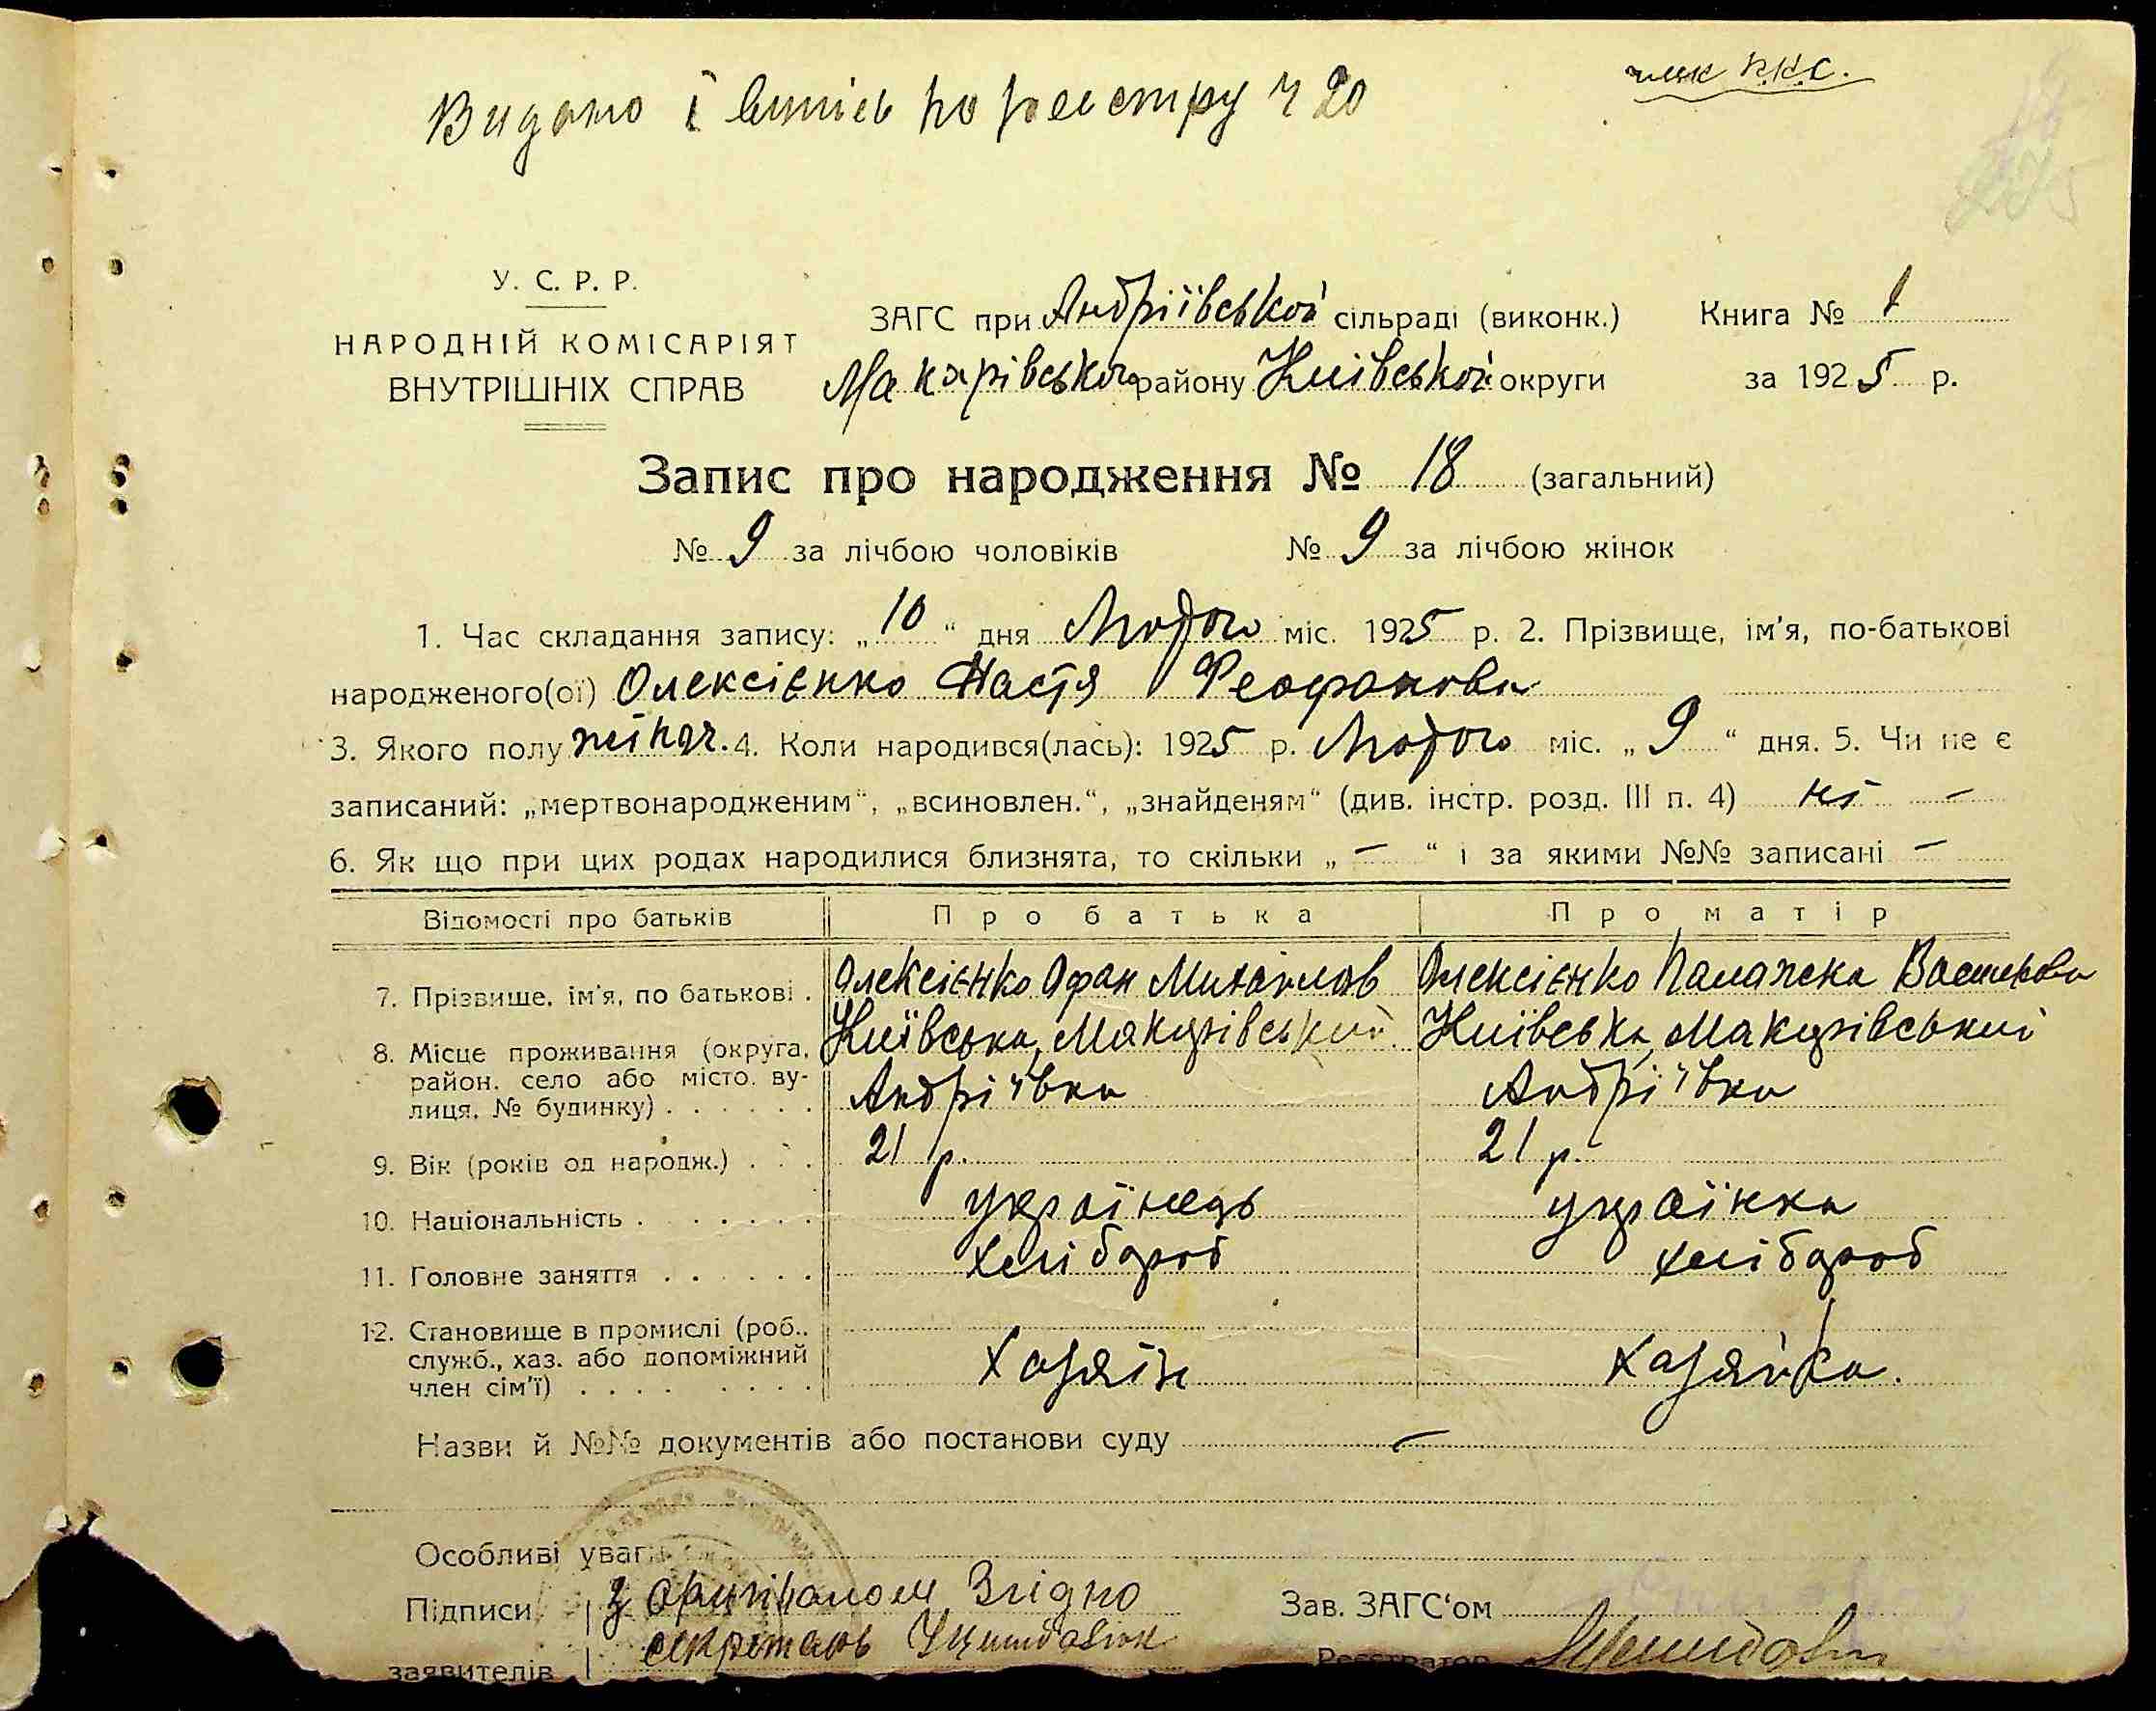 Видано і витісь по реєстру ч 20
У. С. Р. Р.
НАРОДНІЙ КОМІСАРІЯТ
ВНУТРІШНІХ СПРАВ
ЗАГС при Андріївської сільраді (виконк.) Книга № 1
Макарівського району Київської округи за 1925 р.
Запис про народження № 18 (загальний)
№ 9 за лічбою чоловіків № 9 за лічбою жінок
1. Час складання запису: „10“ дня Лютого міс. 1925 р. 2. Прізвище, ім'я, по-батькові
народженого(ої) Олексієнко Настя Феофанова
3. Якого полу жіноч. 4. Коли народився(лась): 1925 р. Лютого міс. „9“ дня. 5. Чи не є
записаний: „мертвонародженим“, „всиновлен.“, „знайденям“ (див. інстр. розд. III п. 4) ні —
6. Як що при цих родах народилися близнята, то скільки „ — “ і за якими №№ записані —
Відомості про батьків Про батька Про матір
7. Прізвище, ім'я, по батькові . Олексієнко Офан Михайлов Олексієнко Василева
8. Місце проживання (округа, Київська, Макарівський Київська, Макарівський
район, село або місто, ву- Андріївка Андріївка
лиця, № будинку) . . . . . .
9. Вік (років од народж.) . . . 21 р. 21 р.
10. Національність . . . . . . . українець українка
11. Головне заняття . . . . . . хлібороб хлібороб
12. Становище в промислі (роб.,
служб., хаз. або допоміжний Хазяїн хазяйка.
член сім'ї) . . . . . . . . .
Назви й №№ документів або постанови суду —
Особливі уваги
Підписи З оригіналом Згідно Зав. ЗАГС'ом
заявителів секретарь Реєстратор